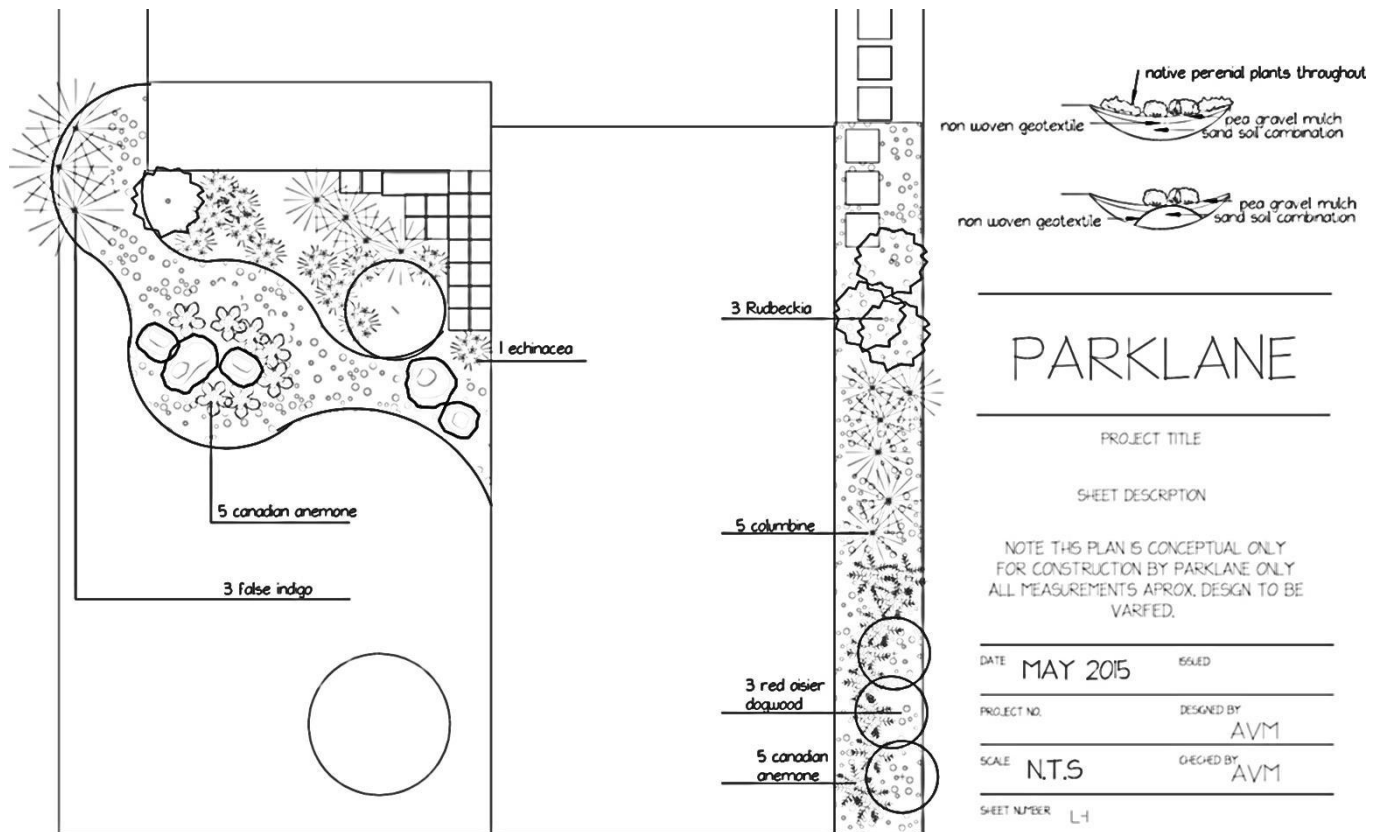 native perenial plants throughout
non woven geotextile
pea gravel mulch
sand soil combination
non woven geotextile
pea gravel mulch
sand soil combination
1 echinacea
5 canadian anemone
3 false indigo
3 Rudbeckia
5 columbine
3 red oisier
dogwood
5 canadian
anemone
PARKLANE
PROJECT TITLE
SHEET DESCRIPTION
NOTE THIS PLAN IS CONCEPTUAL ONLY
FOR CONSTRUCTION BY PARKLANE ONLY
ALL MEASUREMENTS APROX. DESIGN TO BE
VARFED.
DATE MAY 2015 ISSUED
PROJECT NO. DESIGNED BY
AVM
SCALE N.T.S CHECHED BY AVM
SHEET NUMBER L-1